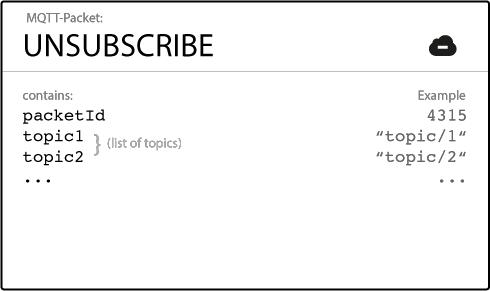 MQTT-Packet:
UNSUBSCRIBE
contains: Example
packetId 4315
topic1 “topic/1“
} (list of topics)
topic2 “topic/2“
... ...